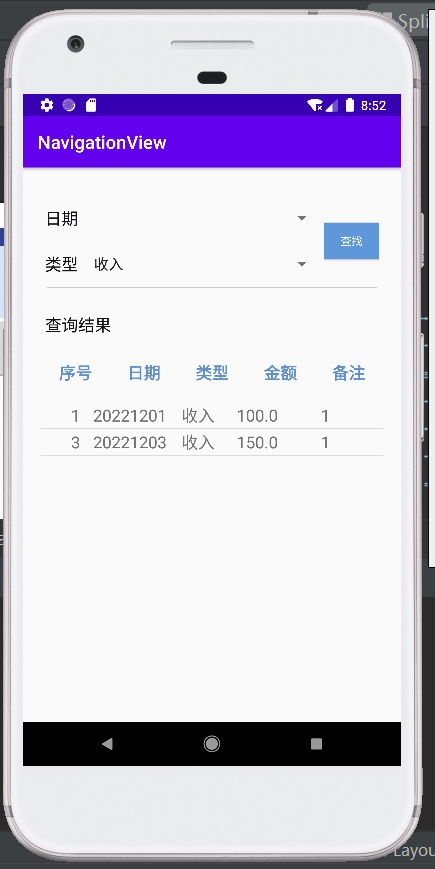 Spli
8:52
NavigationView
日期
查找
类型 收入
查询结果
序号 日期 类型 金额 备注
1 20221201 收入 100.0 1
3 20221203 收入 150.0 1
Layou